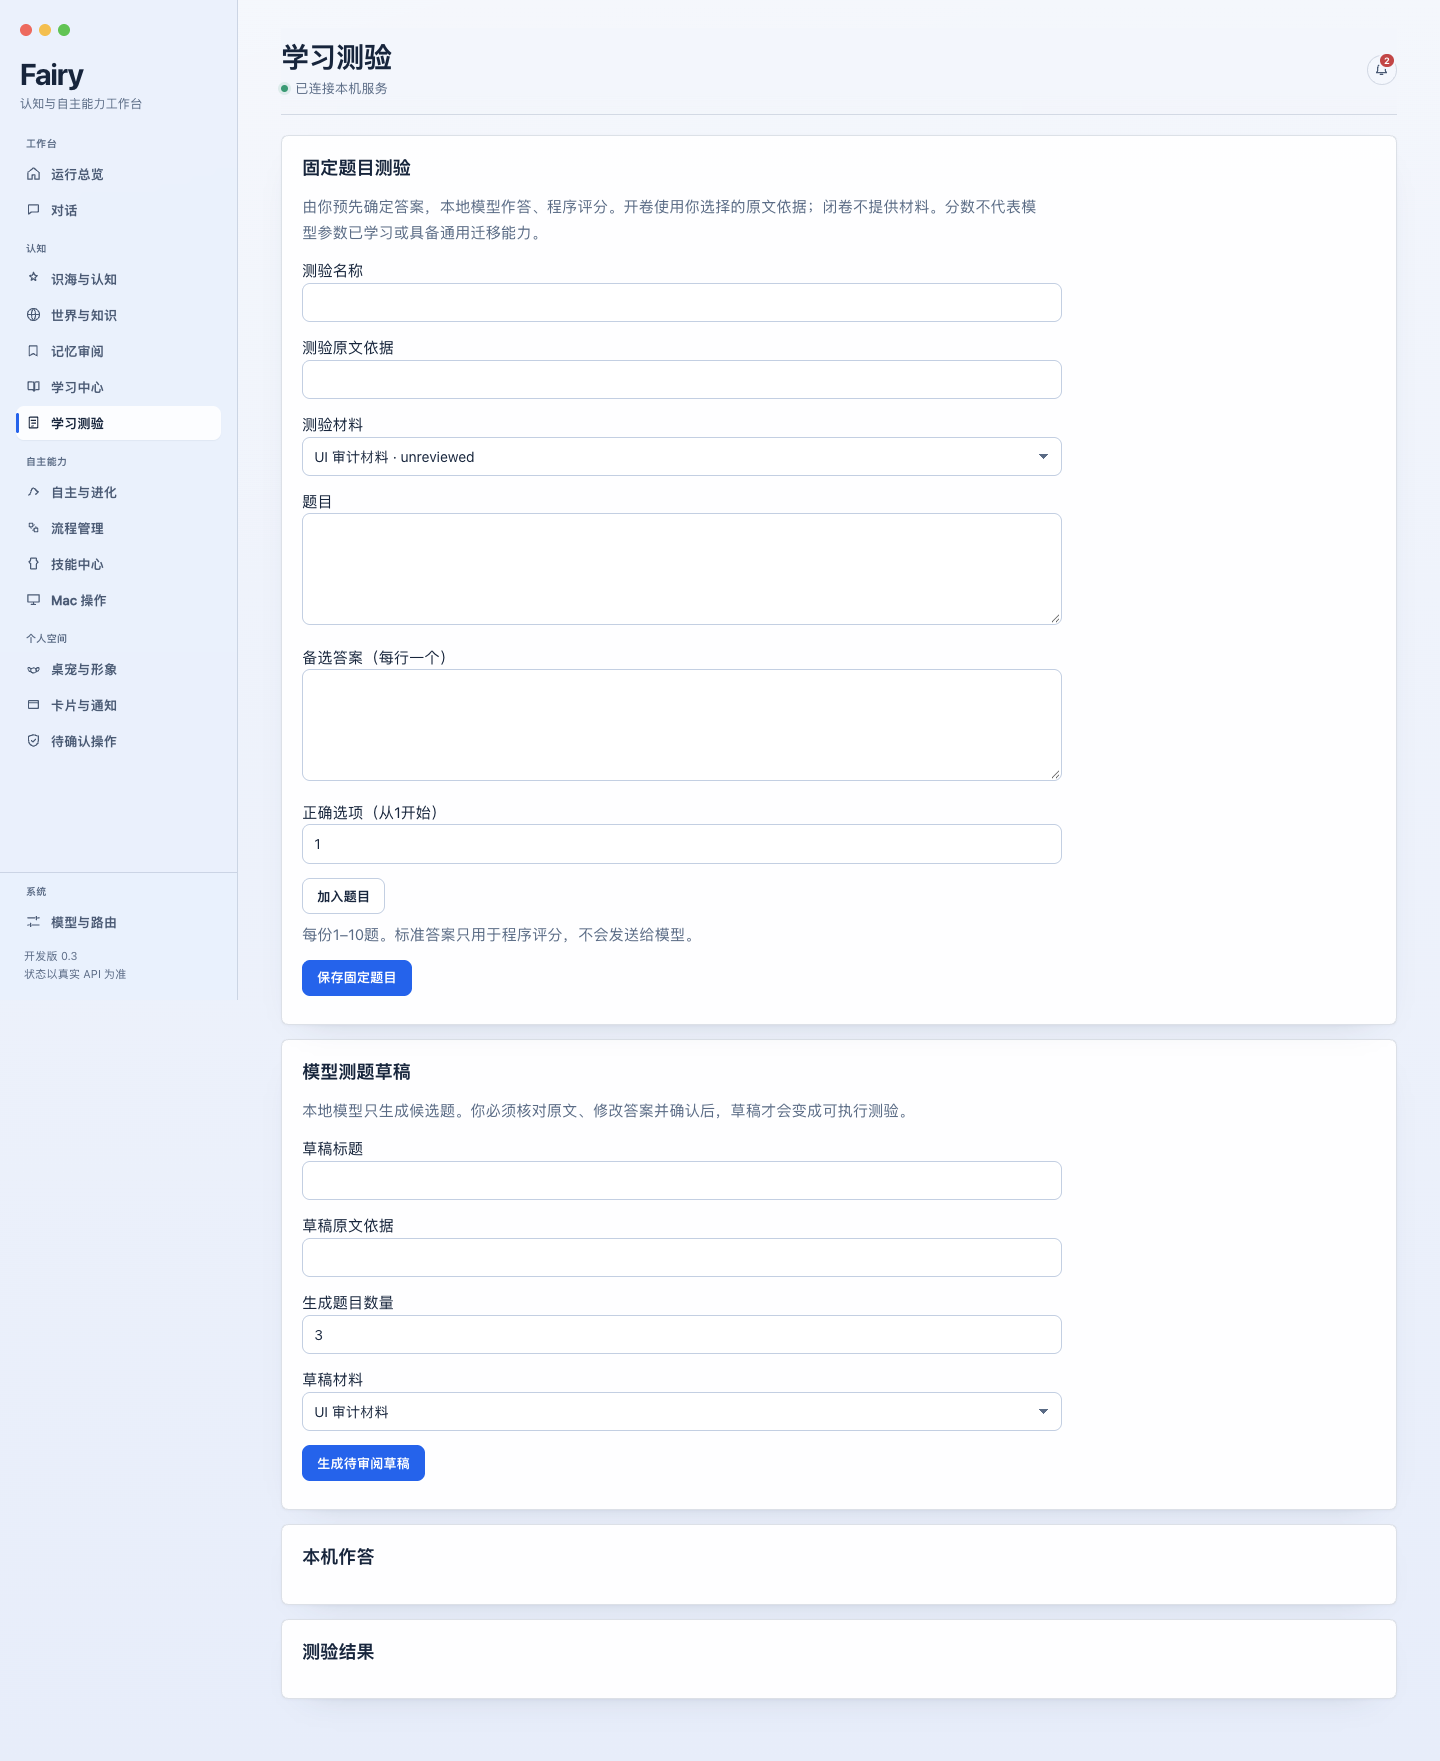 Fairy
认知与自主能力工作台
工作台
运行总览
对话
认知
识海与认知
世界与知识
记忆审阅
学习中心
学习测验
自主能力
自主与进化
流程管理
技能中心
Mac 操作
个人空间
桌宠与形象
卡片与通知
待确认操作
系统
模型与路由
开发版 0.3
状态以真实 API 为准
学习测验
已连接本机服务
2
固定题目测验
由你预先确定答案，本地模型作答、程序评分。开卷使用你选择的原文依据；闭卷不提供材料。分数不代表模
型参数已学习或具备通用迁移能力。
测验名称
测验原文依据
测验材料
UI 审计材料 · unreviewed
题目
备选答案（每行一个）
正确选项（从1开始）
1
加入题目
每份1–10题。标准答案只用于程序评分，不会发送给模型。
保存固定题目
模型测题草稿
本地模型只生成候选题。你必须核对原文、修改答案并确认后，草稿才会变成可执行测验。
草稿标题
草稿原文依据
生成题目数量
3
草稿材料
UI 审计材料
生成待审阅草稿
本机作答
测验结果